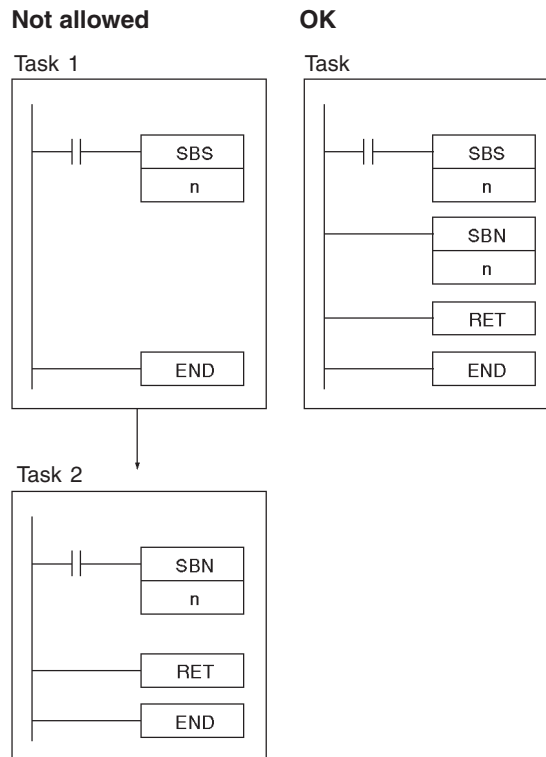 Not allowed
Task 1
SBS
n
END
Task 2
SBN
n
RET
END
OK
Task
SBS
n
SBN
n
RET
END